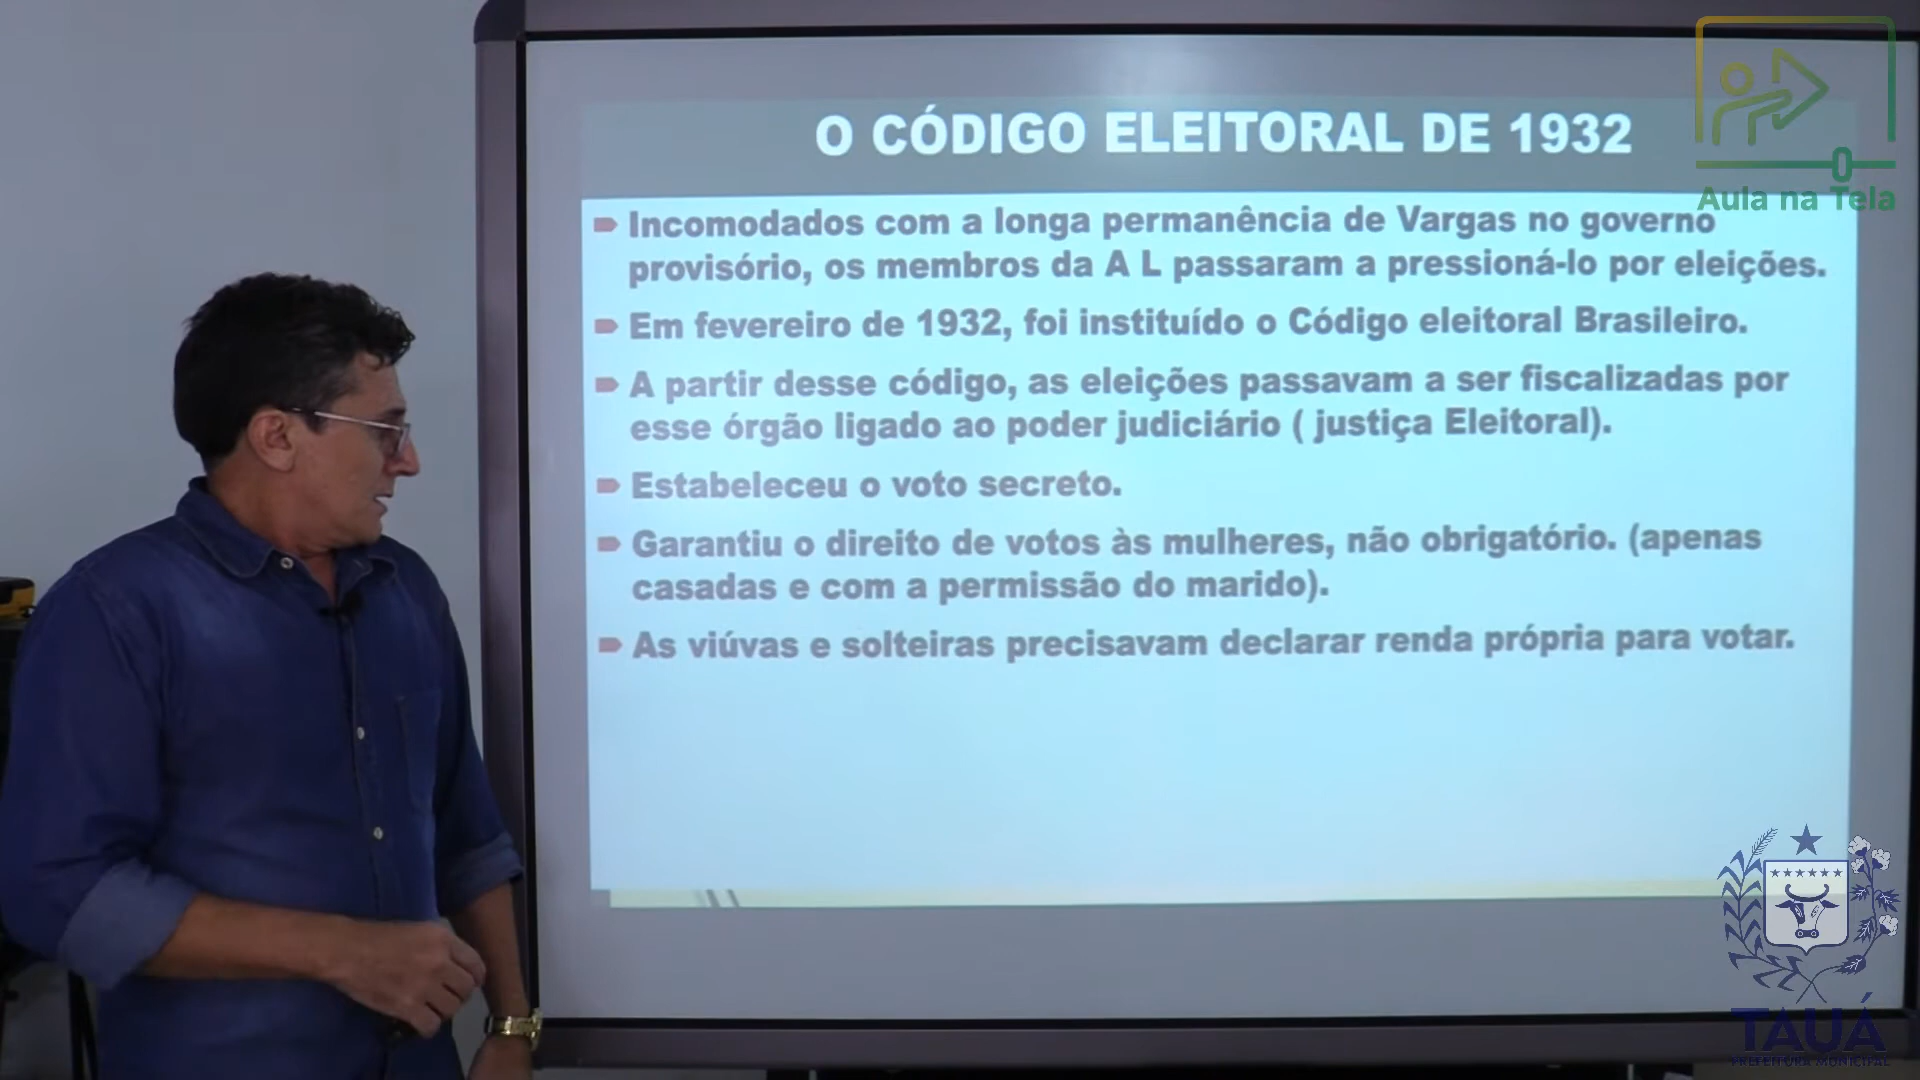 O CÓDIGO ELEITORAL DE 1932
Aula na Tela
Incomodados com a longa permanência de Vargas no governo
provisório, os membros da A L passaram a pressioná-lo por eleições.
Em fevereiro de 1932, foi instituído o Código eleitoral Brasileiro.
A partir desse código, as eleições passavam a ser fiscalizadas por
esse órgão ligado ao poder judiciário ( justiça Eleitoral).
Estabeleceu o voto secreto.
Garantiu o direito de votos às mulheres, não obrigatório. (apenas
casadas e com a permissão do marido).
As viúvas e solteiras precisavam declarar renda própria para votar.
TAUÁ
PREFEITURA MUNICIPAL